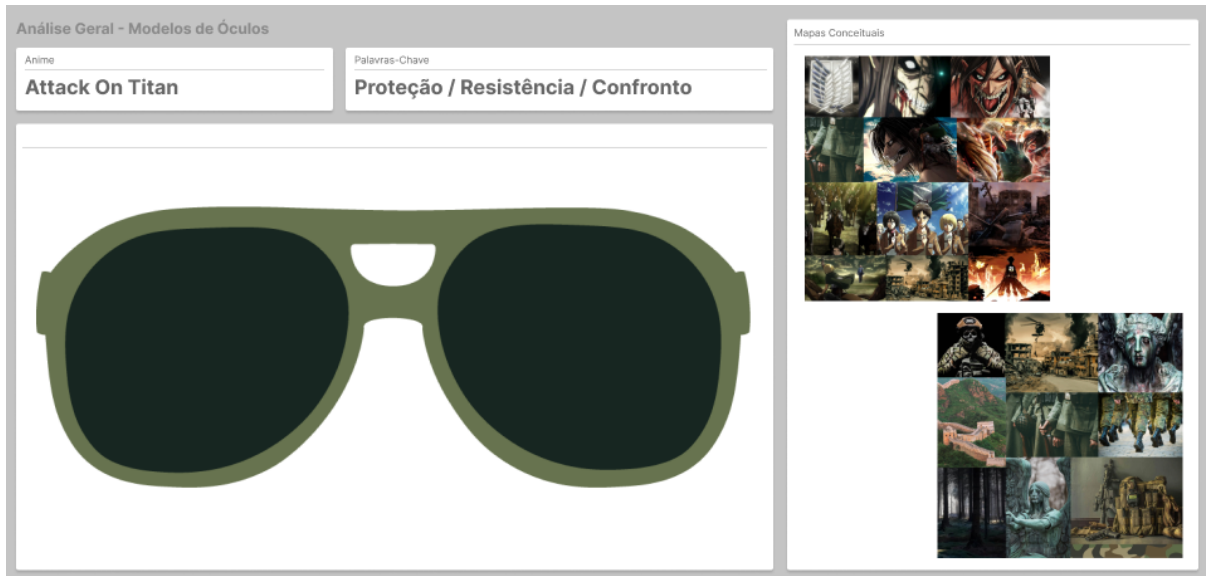 Análise Geral - Modelos de Óculos
Anime
Attack On Titan
Palavras-Chave
Proteção / Resistência / Confronto
Mapas Conceituais